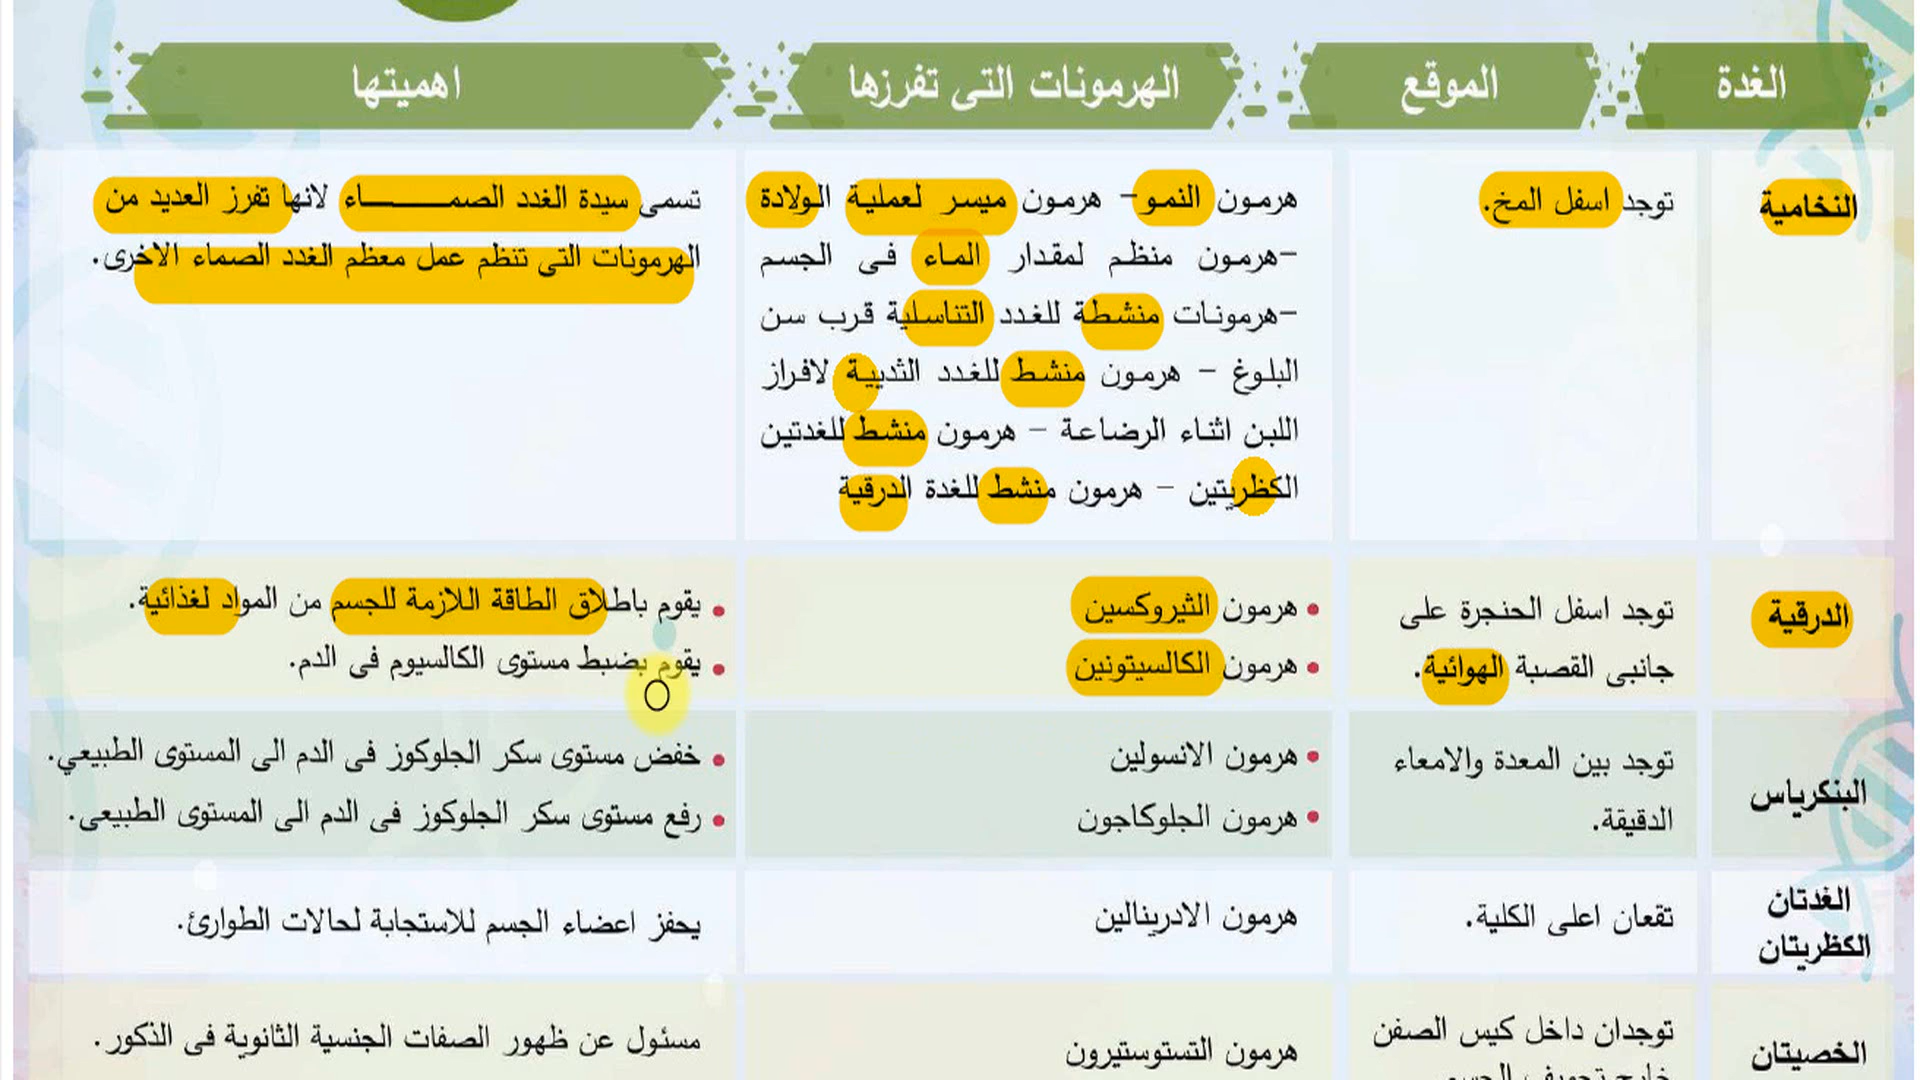 الغدة
الموقع
الهرمونات التى تفرزها
اهميتها
النخامية
توجد اسفل المخ.
هرمون النمو - هرمون ميسر لعملية الولادة
-هرمون منظم لمقدار الماء فى الجسم
-هرمونات منشطة للغدد التناسلية قرب سن
البلوغ - هرمون منشط للغدد الثديية لافراز
اللبن اثناء الرضاعة - هرمون منشط للغدتين
الكظريتين - هرمون منشط للغدة الدرقية
تسمى سيدة الغدد الصمـــــــاء لانها تفرز العديد من
الهرمونات التى تنظم عمل معظم الغدد الصماء الاخرى.
الدرقية
توجد اسفل الحنجرة على
جانبى القصبة الهوائية.
• هرمون الثيروكسين
• هرمون الكالسيتونين
• يقوم باطلاق الطاقة اللازمة للجسم من المواد لغذائية.
• يقوم بضبط مستوى الكالسيوم فى الدم.
البنكرياس
توجد بين المعدة والامعاء
الدقيقة.
• هرمون الانسولين
• هرمون الجلوكاجون
• خفض مستوى سكر الجلوكوز فى الدم الى المستوى الطبيعي.
• رفع مستوى سكر الجلوكوز فى الدم الى المستوى الطبيعى.
الغدتان
الكظريتان
تقعان اعلى الكلية.
هرمون الادرينالين
يحفز اعضاء الجسم للاستجابة لحالات الطوارئ.
الخصيتان
توجدان داخل كيس الصفن
خارج تجويف الجسم
هرمون التستوستيرون
مسئول عن ظهور الصفات الجنسية الثانوية فى الذكور.